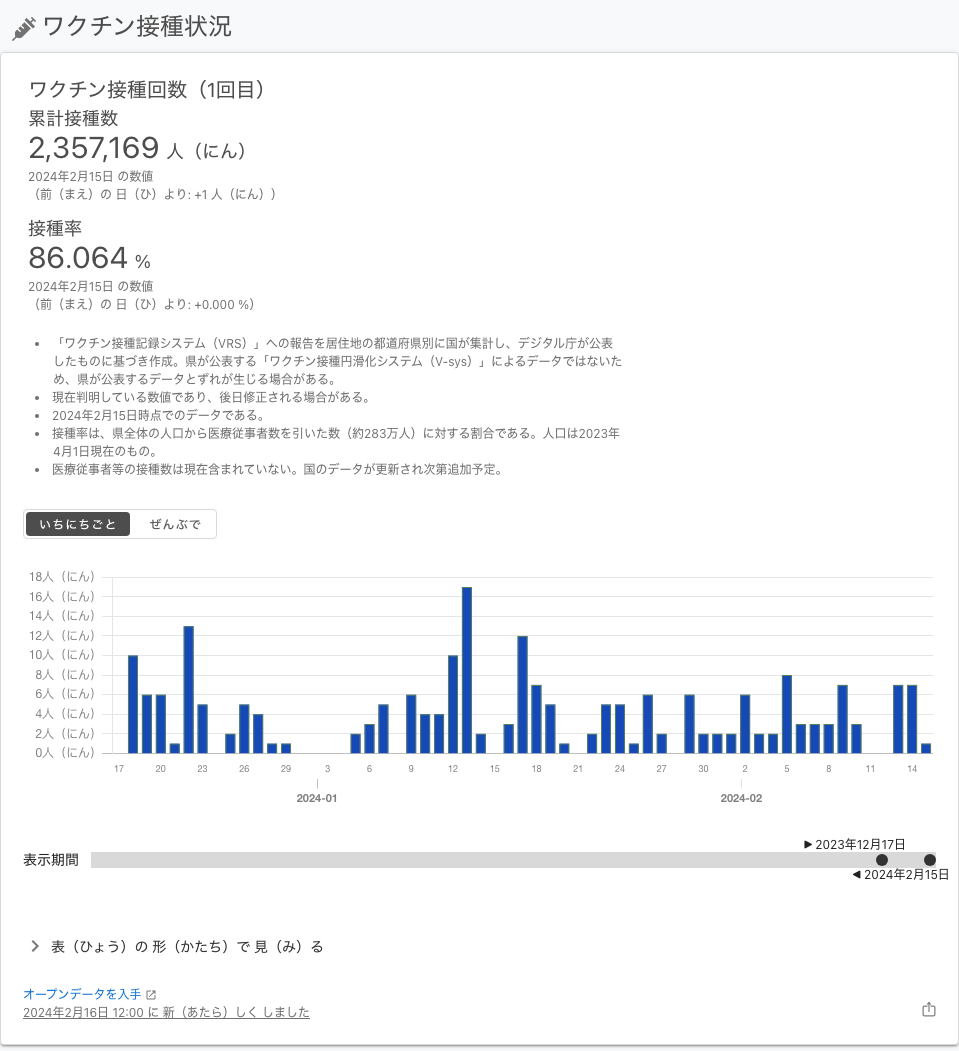 ワクチン接種状況
ワクチン接種回数（1回目）
累計接種数
2,357,169 人（にん）
2024年2月15日 の数値
（前（まえ）の 日（ひ）より: +1 人（にん））
接種率
86.064 %
2024年2月15日 の数値
（前（まえ）の 日（ひ）より: +0.000 %）
• 「ワクチン接種記録システム（VRS）」への報告を居住地の都道府県別に国が集計し、デジタル庁が公表
したものに基づき作成。県が公表する「ワクチン接種円滑化システム（V-sys）」によるデータではないた
め、県が公表するデータとずれが生じる場合がある。
• 現在判明している数値であり、後日修正される場合がある。
• 2024年2月15日時点でのデータである。
• 接種率は、県全体の人口から医療従事者数を引いた数（約283万人）に対する割合である。人口は2023年
4月1日現在のもの。
• 医療従事者等の接種数は現在含まれていない。国のデータが更新され次第追加予定。
いちにちごと ぜんぶで
18人（にん）
16人（にん）
14人（にん）
12人（にん）
10人（にん）
8人（にん）
6人（にん）
4人（にん）
2人（にん）
0人（にん）
17 20 23 26 29 3 6 9 12 15 18 21 24 27 30 2 5 8 11 14
2024-01 2024-02
2023年12月17日
表示期間
2024年2月15日
表（ひょう）の 形（かたち）で 見（み）る
オープンデータを入手
2024年2月16日 12:00 に 新（あたら）しく しました